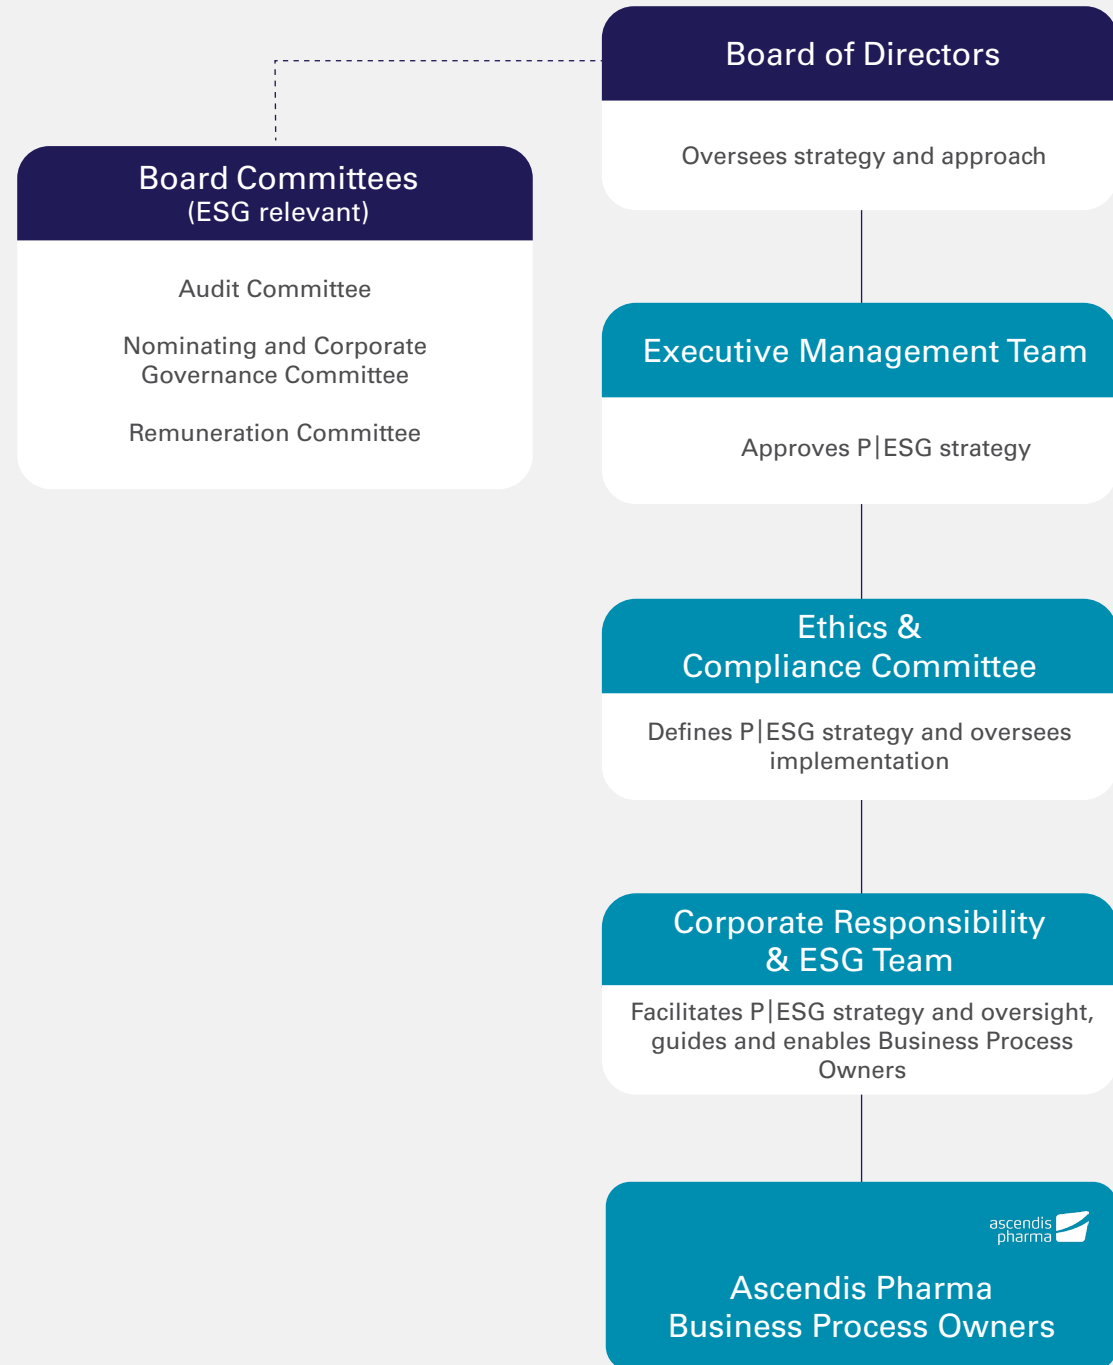 Board of Directors
Oversees strategy and approach
Board Committees
(ESG relevant)
Audit Committee
Nominating and Corporate
Governance Committee
Remuneration Committee
Executive Management Team
Approves P|ESG strategy
Ethics &
Compliance Committee
Defines P|ESG strategy and oversees
implementation
Corporate Responsibility
& ESG Team
Facilitates P|ESG strategy and oversight,
guides and enables Business Process
Owners
ascendis
pharma
Ascendis Pharma
Business Process Owners